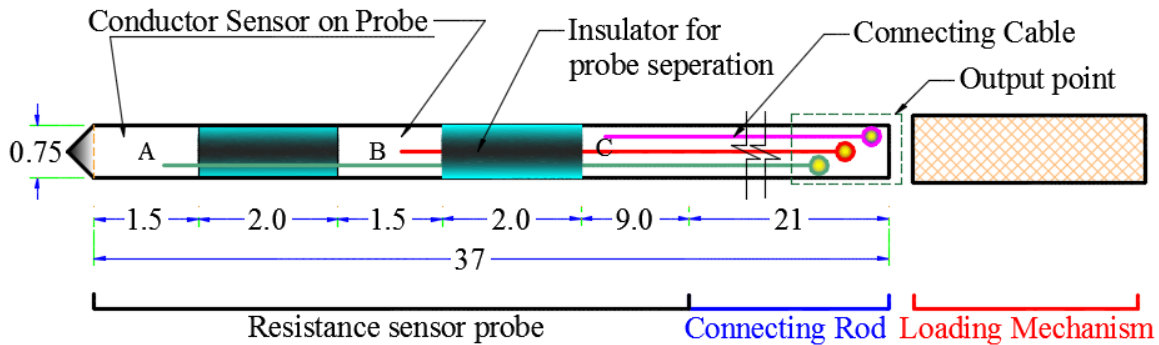 Conductor Sensor on Probe
Insulator for
probe seperation
Connecting Cable
Output point
0.75
A
B
C
1.5
2.0
1.5
2.0
9.0
21
37
Resistance sensor probe
Connecting Rod
Loading Mechanism